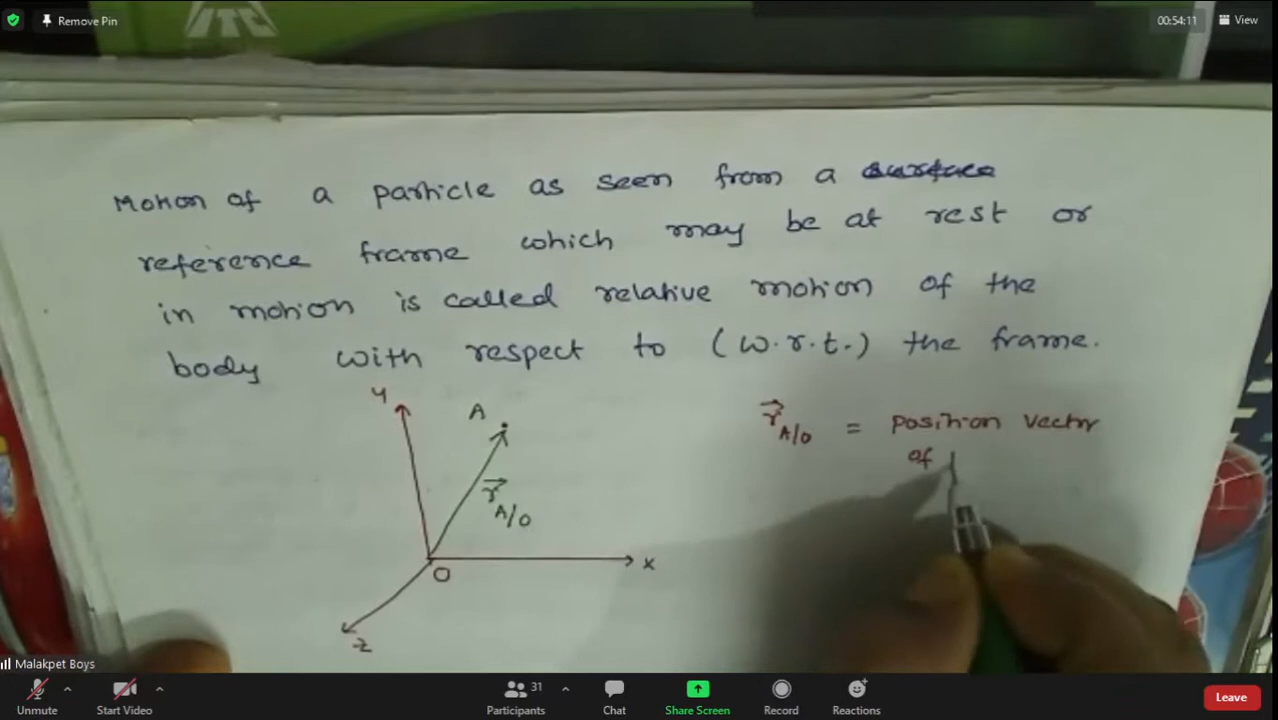 Remove Pin
ITC
00:54:11
View
Motion of a particle as seen from a surface
reference frame which may be at rest or
in motion is called relative motion of the
body with respect to (w.r.t.) the frame.
Y
A
r⃗ A/O = position vector
of
r⃗ A/O
X
O
Z
Malakpet Boys
Unmute
Start Video
31
Participants
Chat
Share Screen
Record
Reactions
Leave